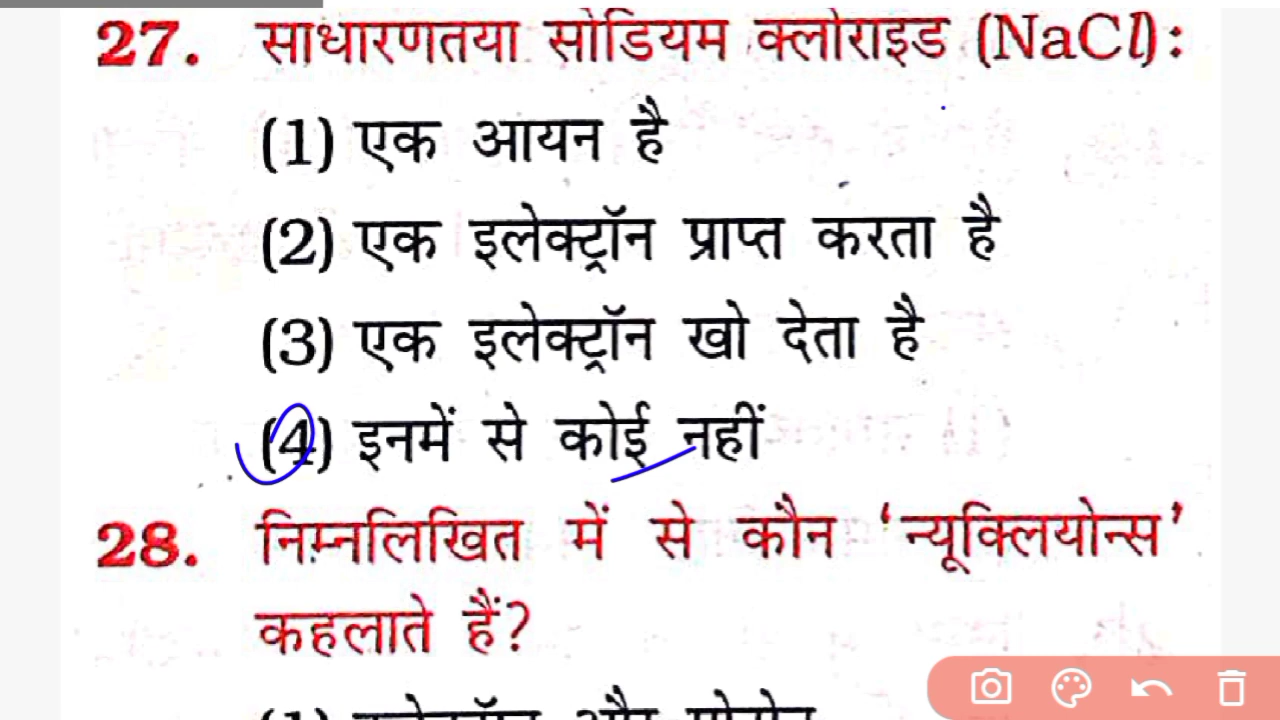 27. साधारणतया सोडियम क्लोराइड (NaCl):
(1) एक आयन है
(2) एक इलेक्ट्रॉन प्राप्त करता है
(3) एक इलेक्ट्रॉन खो देता है
(4) इनमें से कोई नहीं
28. निम्नलिखित में से कौन 'न्यूक्लियोन्स'
कहलाते हैं?